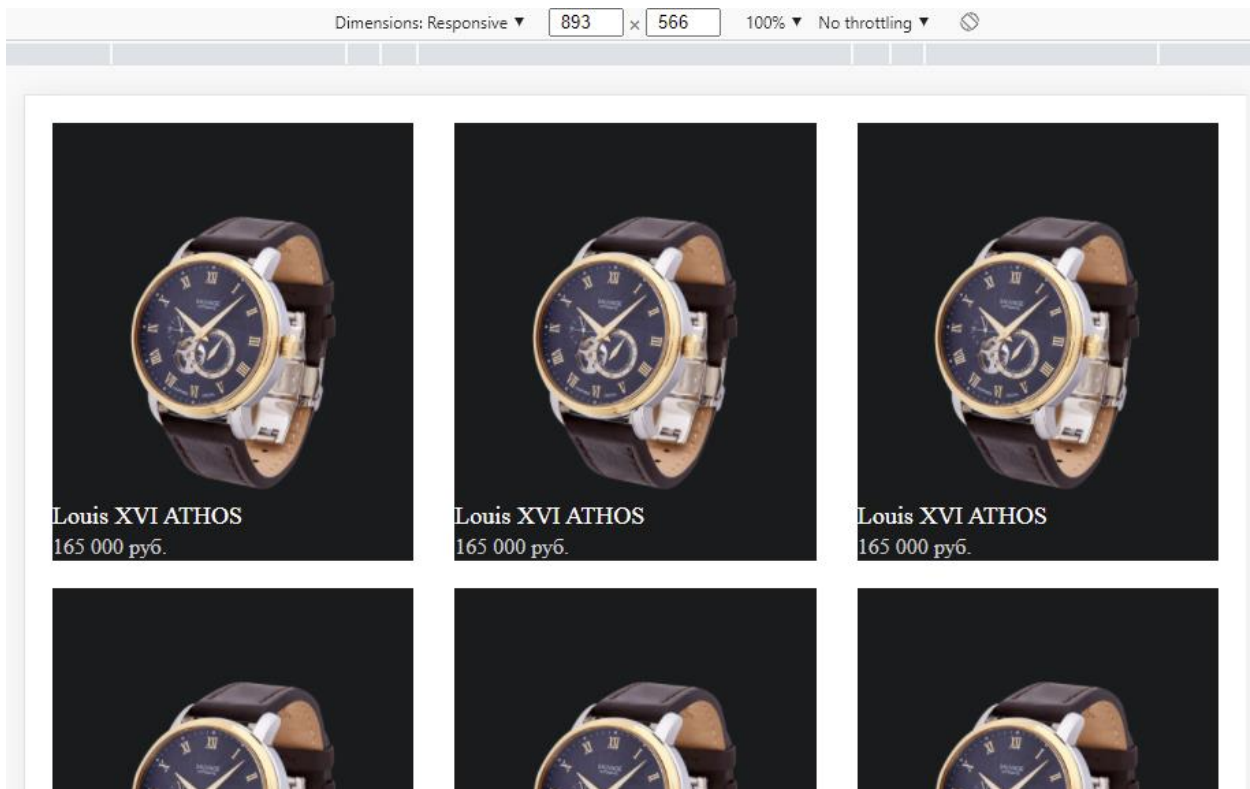 Dimensions: Responsive ▼ 893 × 566 100% ▼ No throttling ▼
Louis XVI ATHOS Louis XVI ATHOS Louis XVI ATHOS
165 000 руб. 165 000 руб. 165 000 руб.